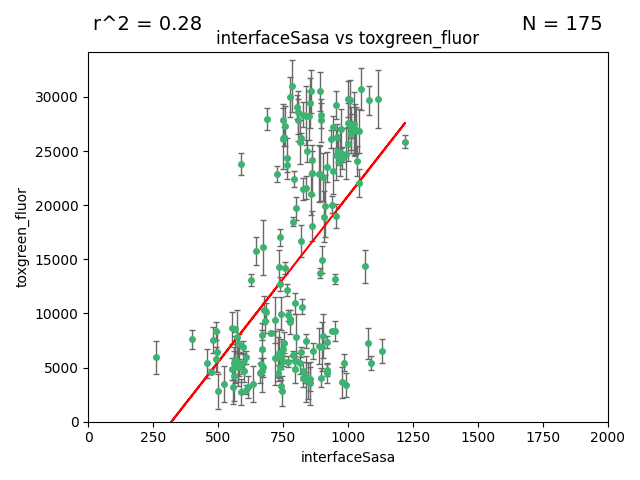 r^2 = 0.28
N = 175
interfaceSasa vs toxgreen_fluor
30000
25000
20000
15000
10000
5000
0
toxgreen_fluor
0 250 500 750 1000 1250 1500 1750 2000
interfaceSasa